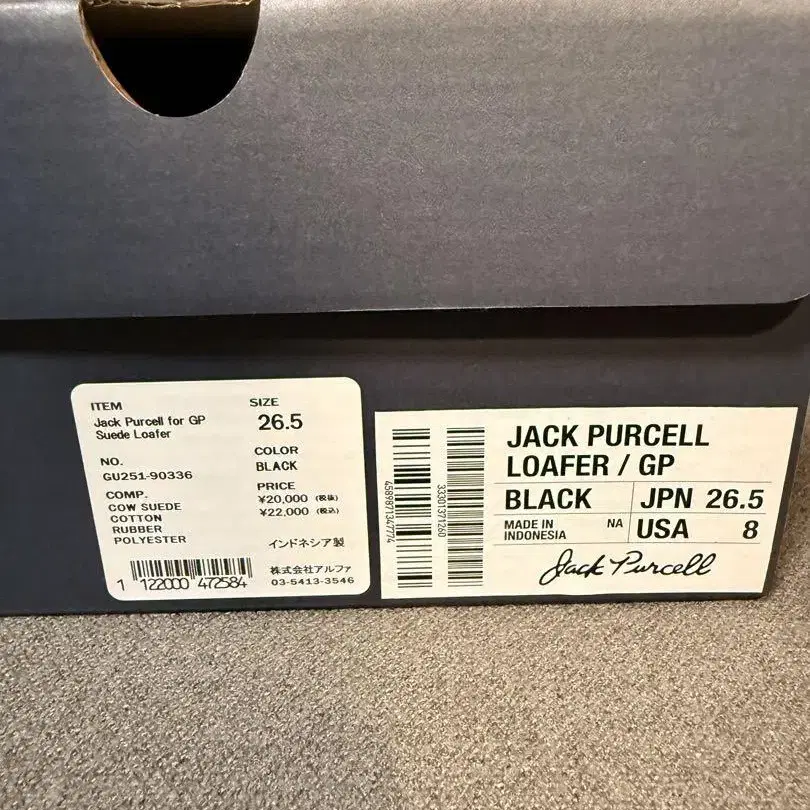 ITEM
Jack Purcell for GP
Suede Loafer
NO.
GU251-90336
COMP.
COW SUEDE
COTTON
RUBBER
POLYESTER
SIZE
26.5
COLOR
BLACK
PRICE
¥20,000 (税抜)
¥22,000 (税込)
インドネシア製
株式会社アルファ
03-5413-3546
1 122000 472584
4589871347774
33301371260
JACK PURCELL
LOAFER / GP
BLACK JPN 26.5
MADE IN
INDONESIA
NA USA 8
Jack Purcell